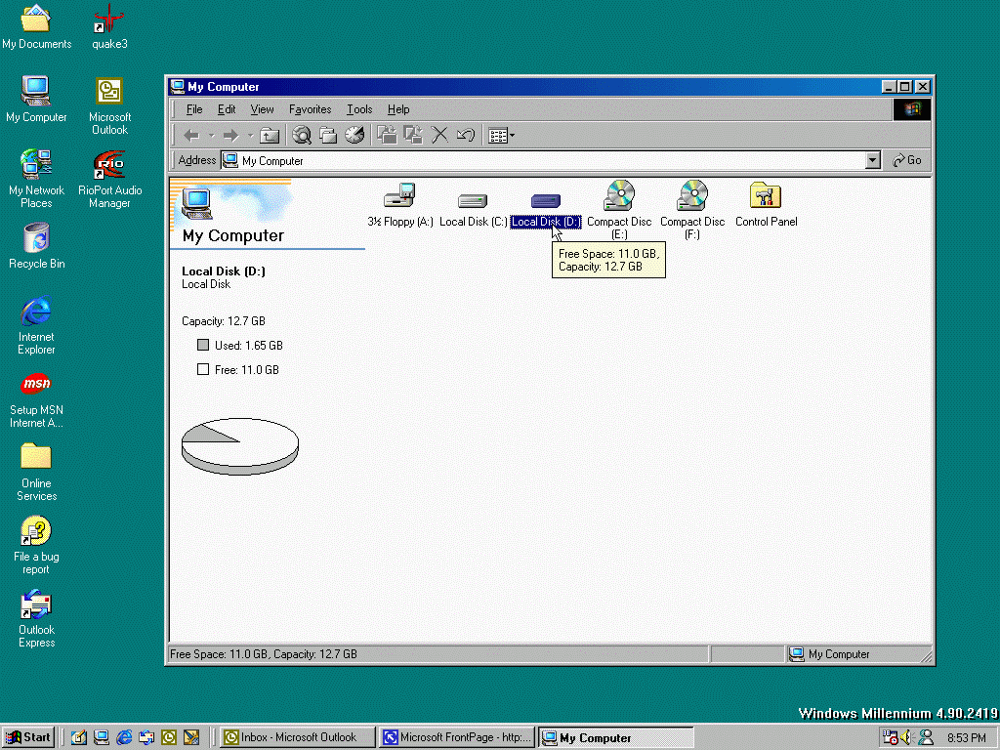 My Documents
quake3
My Computer
Microsoft
Outlook
My Network
Places
Rio
RioPort Audio
Manager
Recycle Bin
Internet
Explorer
msn
Setup MSN
Internet A...
Online
Services
File a bug
report
Outlook
Express
My Computer
File Edit View Favorites Tools Help
Address My Computer Go
My Computer
3½ Floppy (A:) Local Disk (C:) Local Disk (D:) Compact Disc
(E:) Compact Disc
(F:) Control Panel
Free Space: 11.0 GB,
Capacity: 12.7 GB
Local Disk (D:)
Local Disk
Capacity: 12.7 GB
Used: 1.65 GB
Free: 11.0 GB
Free Space: 11.0 GB, Capacity: 12.7 GB My Computer
Windows Millennium 4.90.2419
Start Inbox - Microsoft Outlook Microsoft FrontPage - http:... My Computer 8:53 PM